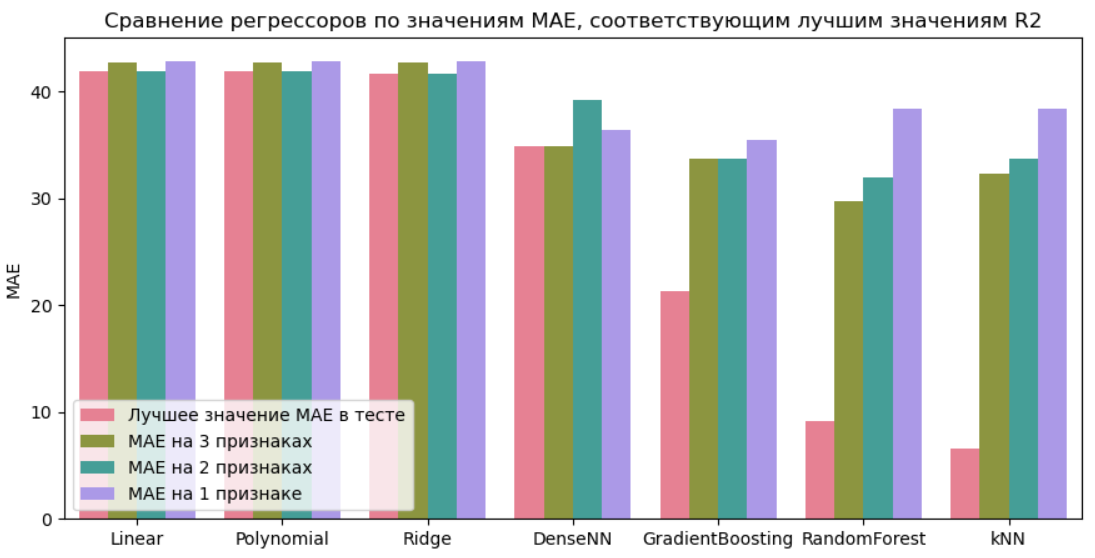 Сравнение регрессоров по значениям MAE, соответствующим лучшим значениям R2
MAE
40
30
20
10
0
Лучшее значение MAE в тесте
MAE на 3 признаках
MAE на 2 признаках
MAE на 1 признаке
Linear
Polynomial
Ridge
DenseNN
GradientBoosting
RandomForest
kNN